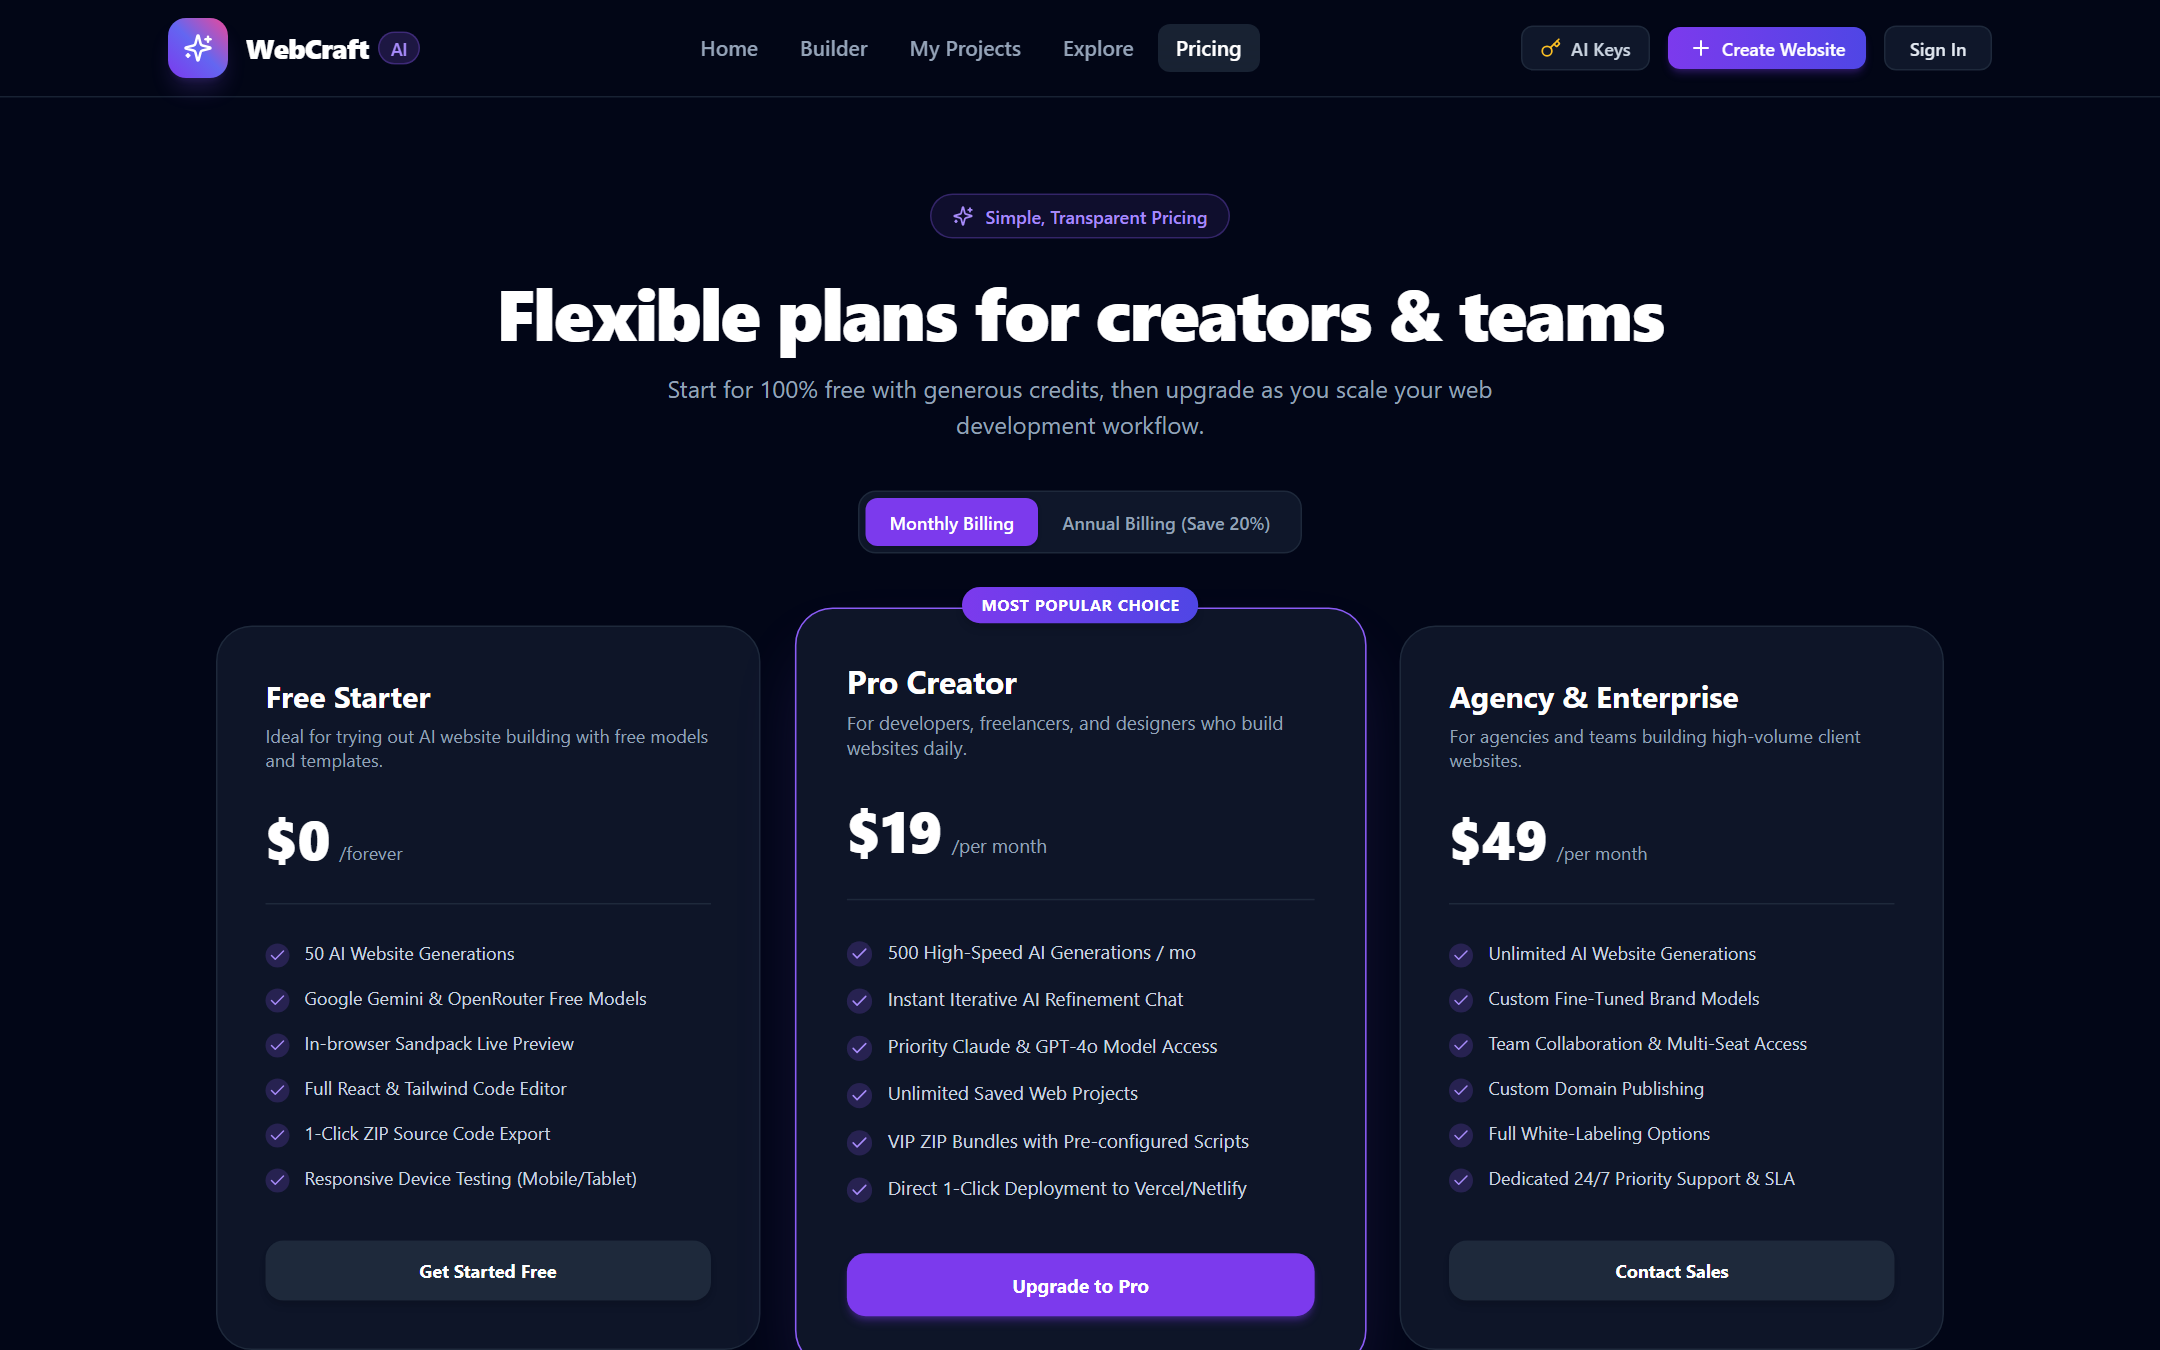 WebCraft AI
Home
Builder
My Projects
Explore
Pricing
AI Keys
Create Website
Sign In
Simple, Transparent Pricing
Flexible plans for creators & teams
Start for 100% free with generous credits, then upgrade as you scale your web
development workflow.
Monthly Billing
Annual Billing (Save 20%)
Free Starter
Ideal for trying out AI website building with free models
and templates.
$0 /forever
50 AI Website Generations
Google Gemini & OpenRouter Free Models
In-browser Sandpack Live Preview
Full React & Tailwind Code Editor
1-Click ZIP Source Code Export
Responsive Device Testing (Mobile/Tablet)
Get Started Free
MOST POPULAR CHOICE
Pro Creator
For developers, freelancers, and designers who build
websites daily.
$19 /per month
500 High-Speed AI Generations / mo
Instant Iterative AI Refinement Chat
Priority Claude & GPT-4o Model Access
Unlimited Saved Web Projects
VIP ZIP Bundles with Pre-configured Scripts
Direct 1-Click Deployment to Vercel/Netlify
Upgrade to Pro
Agency & Enterprise
For agencies and teams building high-volume client
websites.
$49 /per month
Unlimited AI Website Generations
Custom Fine-Tuned Brand Models
Team Collaboration & Multi-Seat Access
Custom Domain Publishing
Full White-Labeling Options
Dedicated 24/7 Priority Support & SLA
Contact Sales